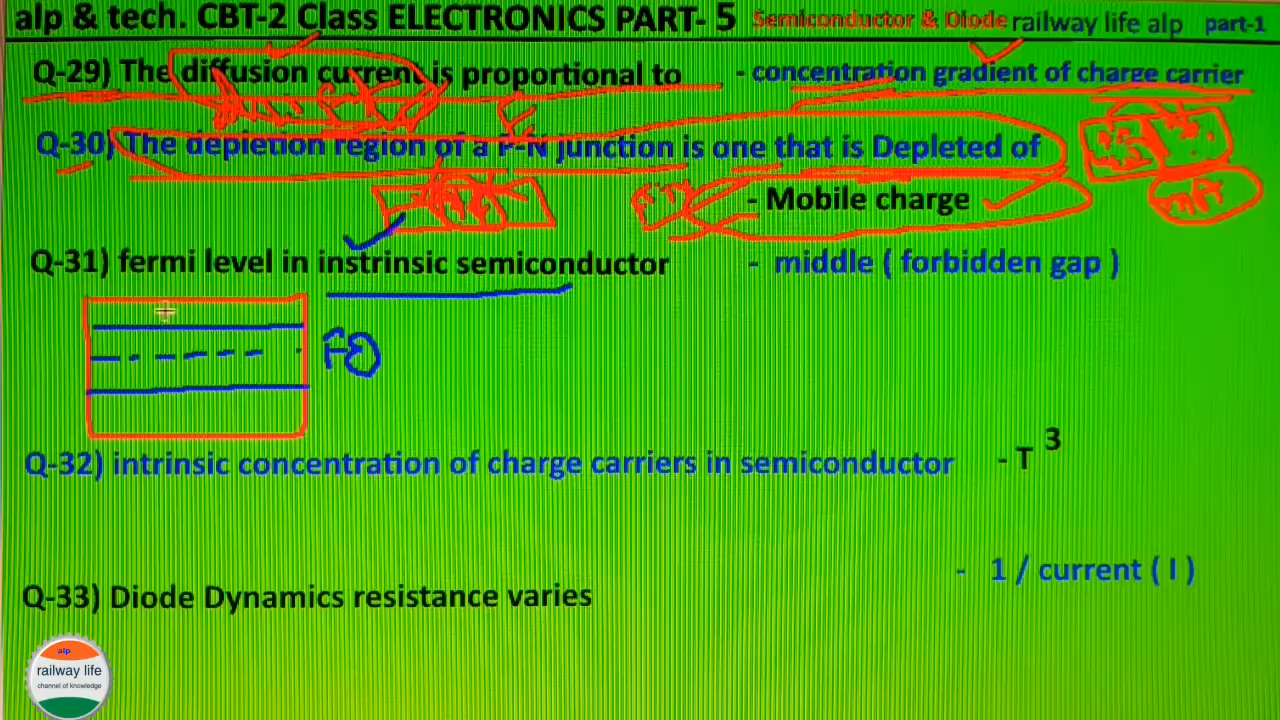 alp & tech. CBT-2 Class ELECTRONICS PART- 5 Semiconductor & Diode railway life alp part-1
Q-29) The diffusion current is proportional to - concentration gradient of charge carrier
Q-30) The depletion region of a P-N junction is one that is Depleted of
- Mobile charge
Q-31) fermi level in instrinsic semiconductor - middle ( forbidden gap )
Q-32) intrinsic concentration of charge carriers in semiconductor - T 3
- 1 / current ( I )
Q-33) Diode Dynamics resistance varies
alp
railway life
channel of knowledge